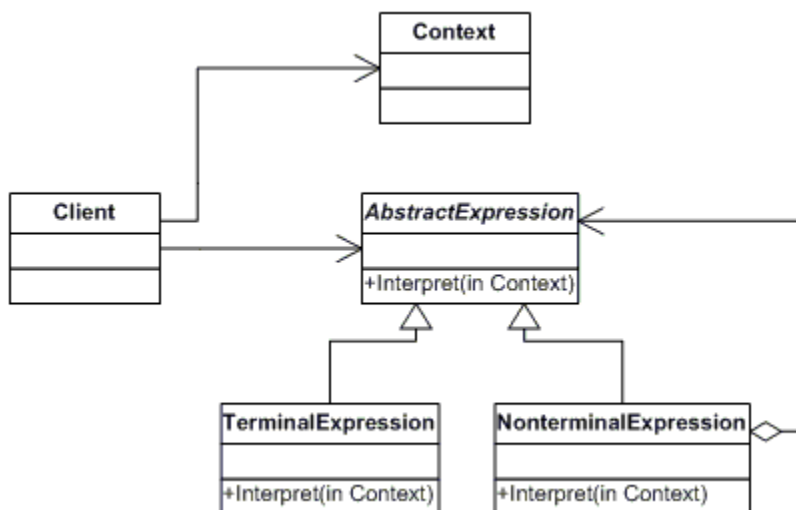 Context
Client
AbstractExpression
+Interpret(in Context)
TerminalExpression
+Interpret(in Context)
NonterminalExpression
+Interpret(in Context)